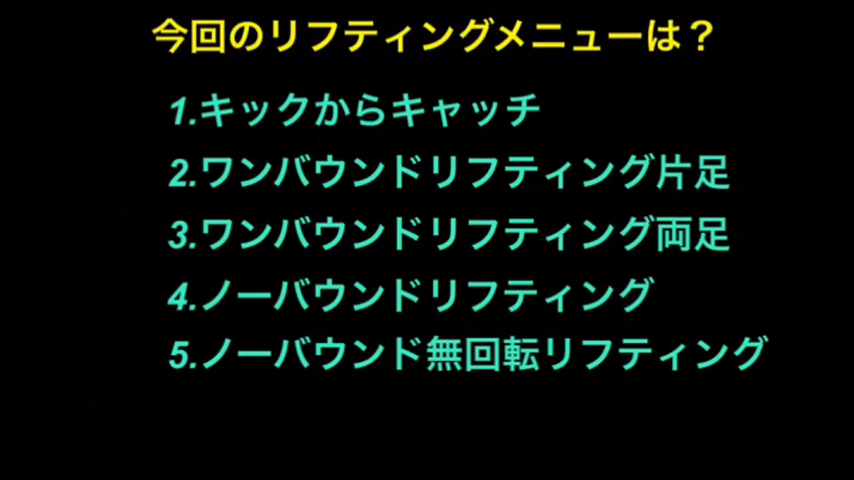 今回のリフティングメニューは？
1.キックからキャッチ
2.ワンバウンドリフティング片足
3.ワンバウンドリフティング両足
4.ノーバウンドリフティング
5.ノーバウンド無回転リフティング